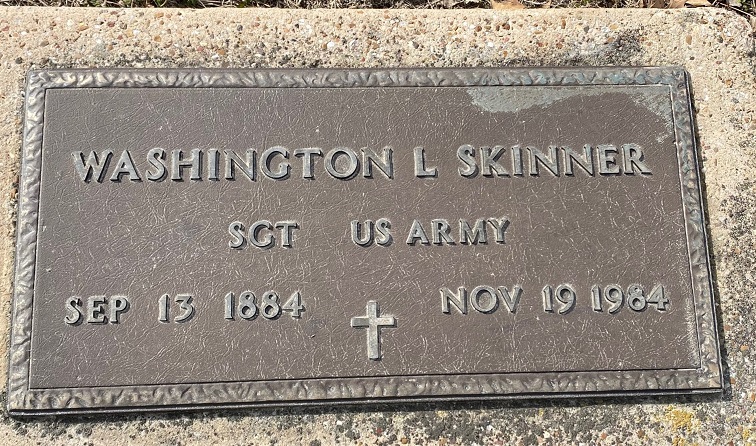 WASHINGTON L SKINNER
SGT US ARMY
SEP 13 1884 NOV 19 1984